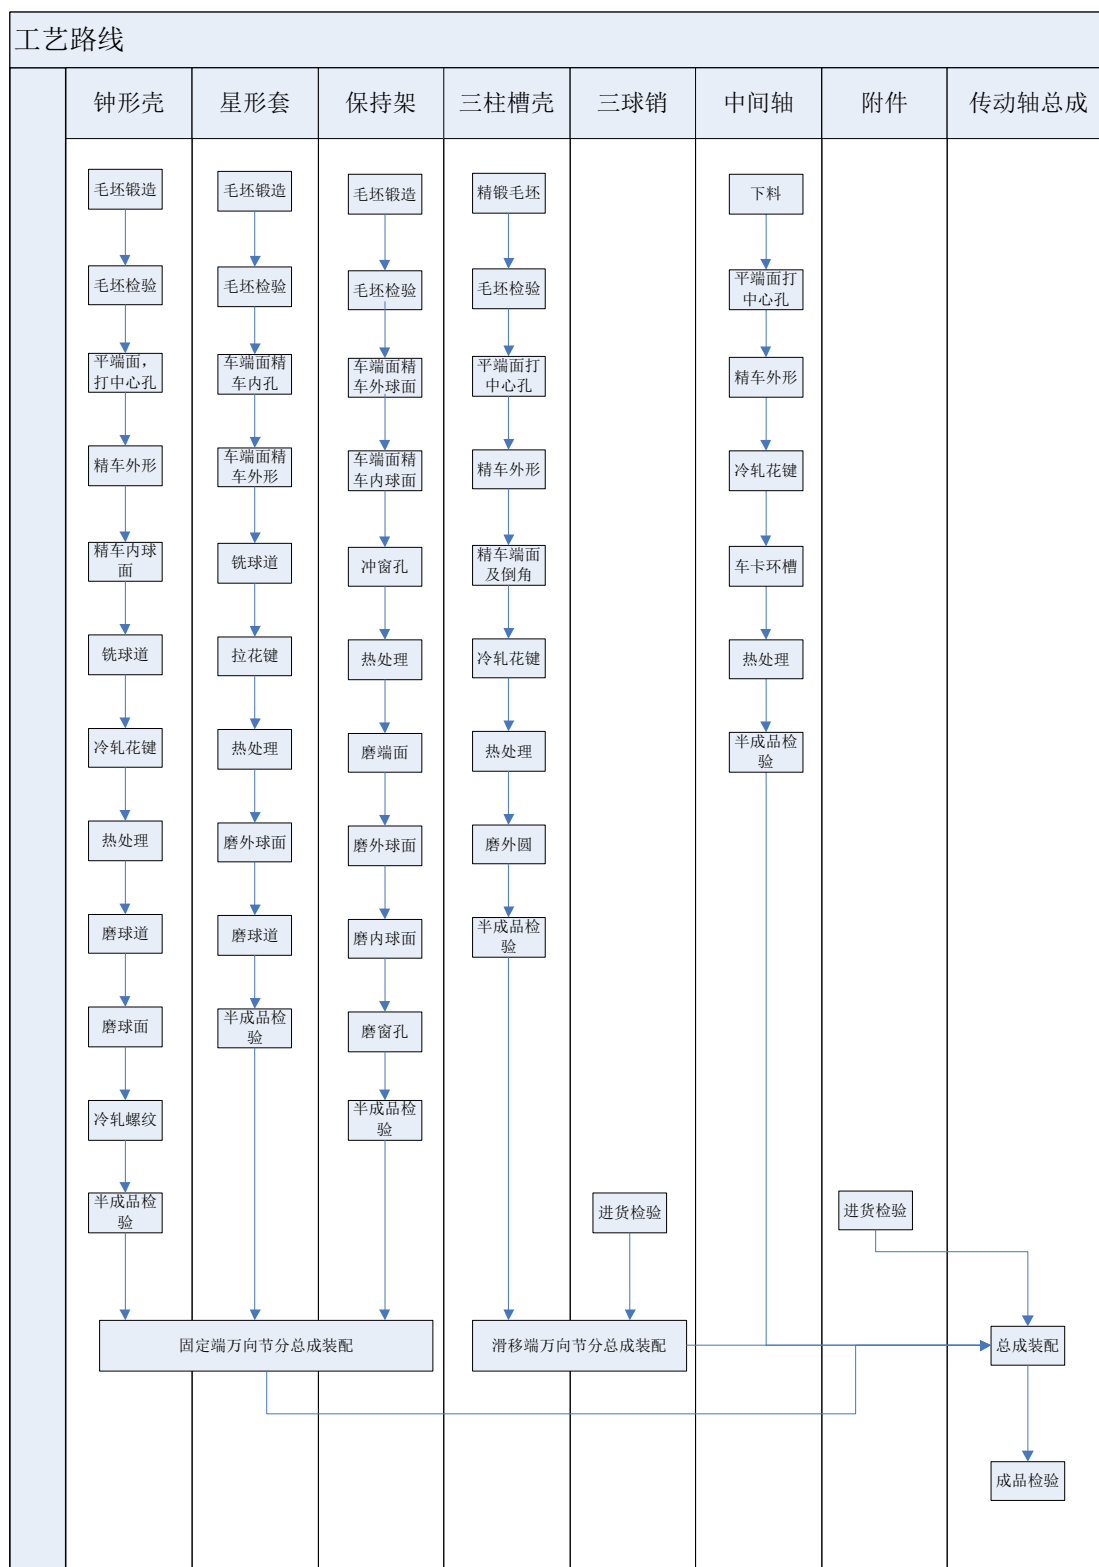 工艺路线
钟形壳
星形套
保持架
三柱槽壳
三球销
中间轴
附件
传动轴总成
毛坯锻造
毛坯检验
平端面，
打中心孔
精车外形
精车内球
面
铣球道
冷轧花键
热处理
磨球道
磨球面
冷轧螺纹
半成品检
验
毛坯锻造
毛坯检验
车端面精
车内孔
车端面精
车外形
铣球道
拉花键
热处理
磨外球面
磨球道
半成品检
验
毛坯锻造
毛坯检验
车端面精
车外球面
车端面精
车内球面
冲窗孔
热处理
磨端面
磨外球面
磨内球面
磨窗孔
半成品检
验
固定端万向节分总成装配
精锻毛坯
毛坯检验
平端面打
中心孔
精车外形
精车端面
及倒角
冷轧花键
热处理
磨外圆
半成品检
验
进货检验
滑移端万向节分总成装配
下料
平端面打
中心孔
精车外形
冷轧花键
车卡环槽
热处理
半成品检
验
进货检验
总成装配
成品检验